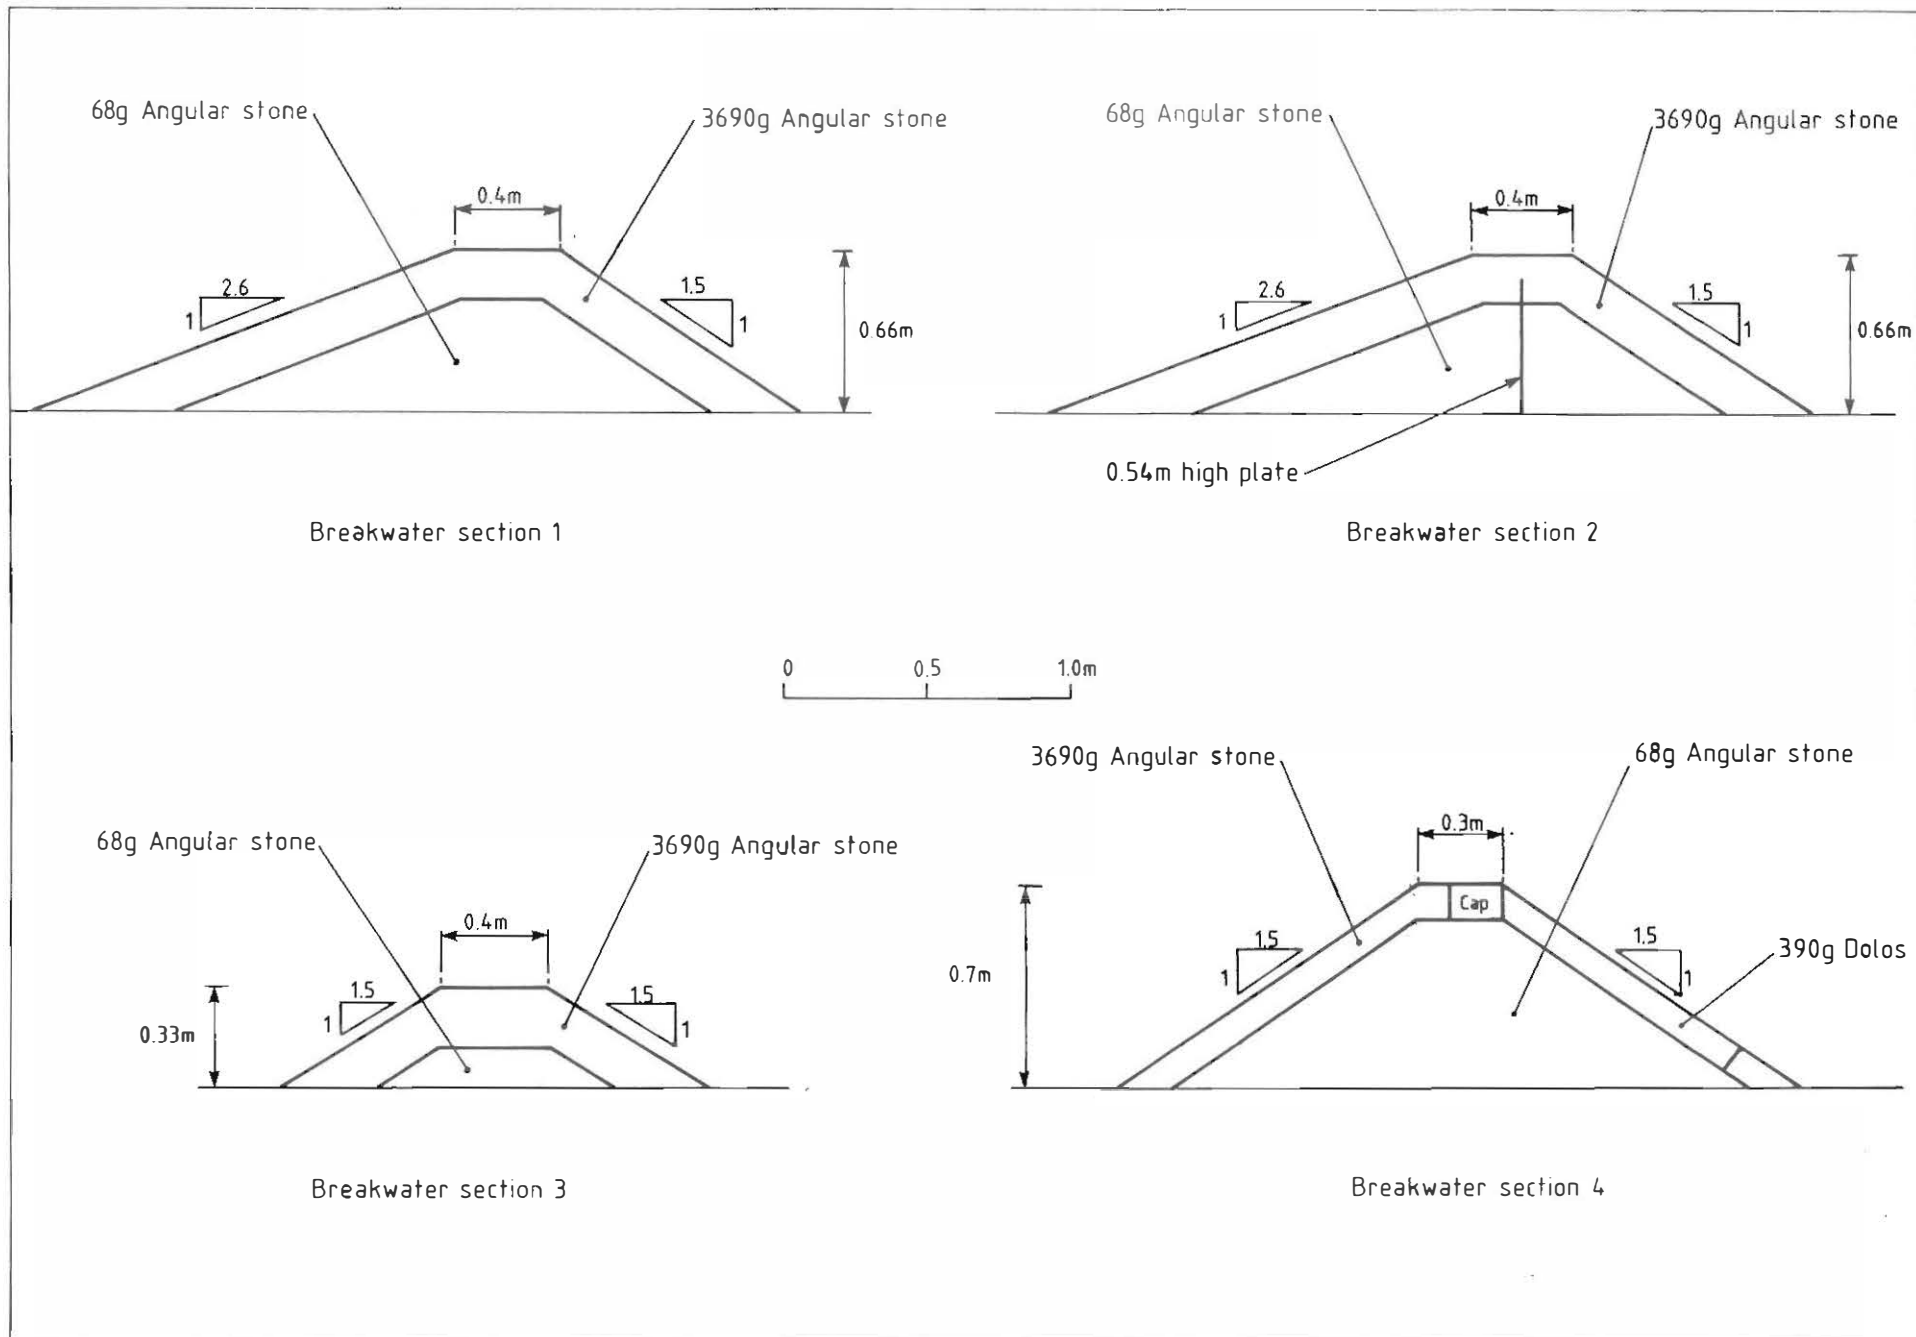 68g Angular stone
3690g Angular stone
0.4m
2.6
1
1.5
1
0.66m
Breakwater section 1
68g Angular stone
3690g Angular stone
0.4m
2.6
1
1.5
1
0.66m
0.54m high plate
Breakwater section 2
0
0.5
1.0m
68g Angular stone
3690g Angular stone
0.4m
1.5
1
1.5
1
0.33m
Breakwater section 3
3690g Angular stone
68g Angular stone
0.3m
Cap
1.5
1
1.5
1
390g Dolos
0.7m
Breakwater section 4